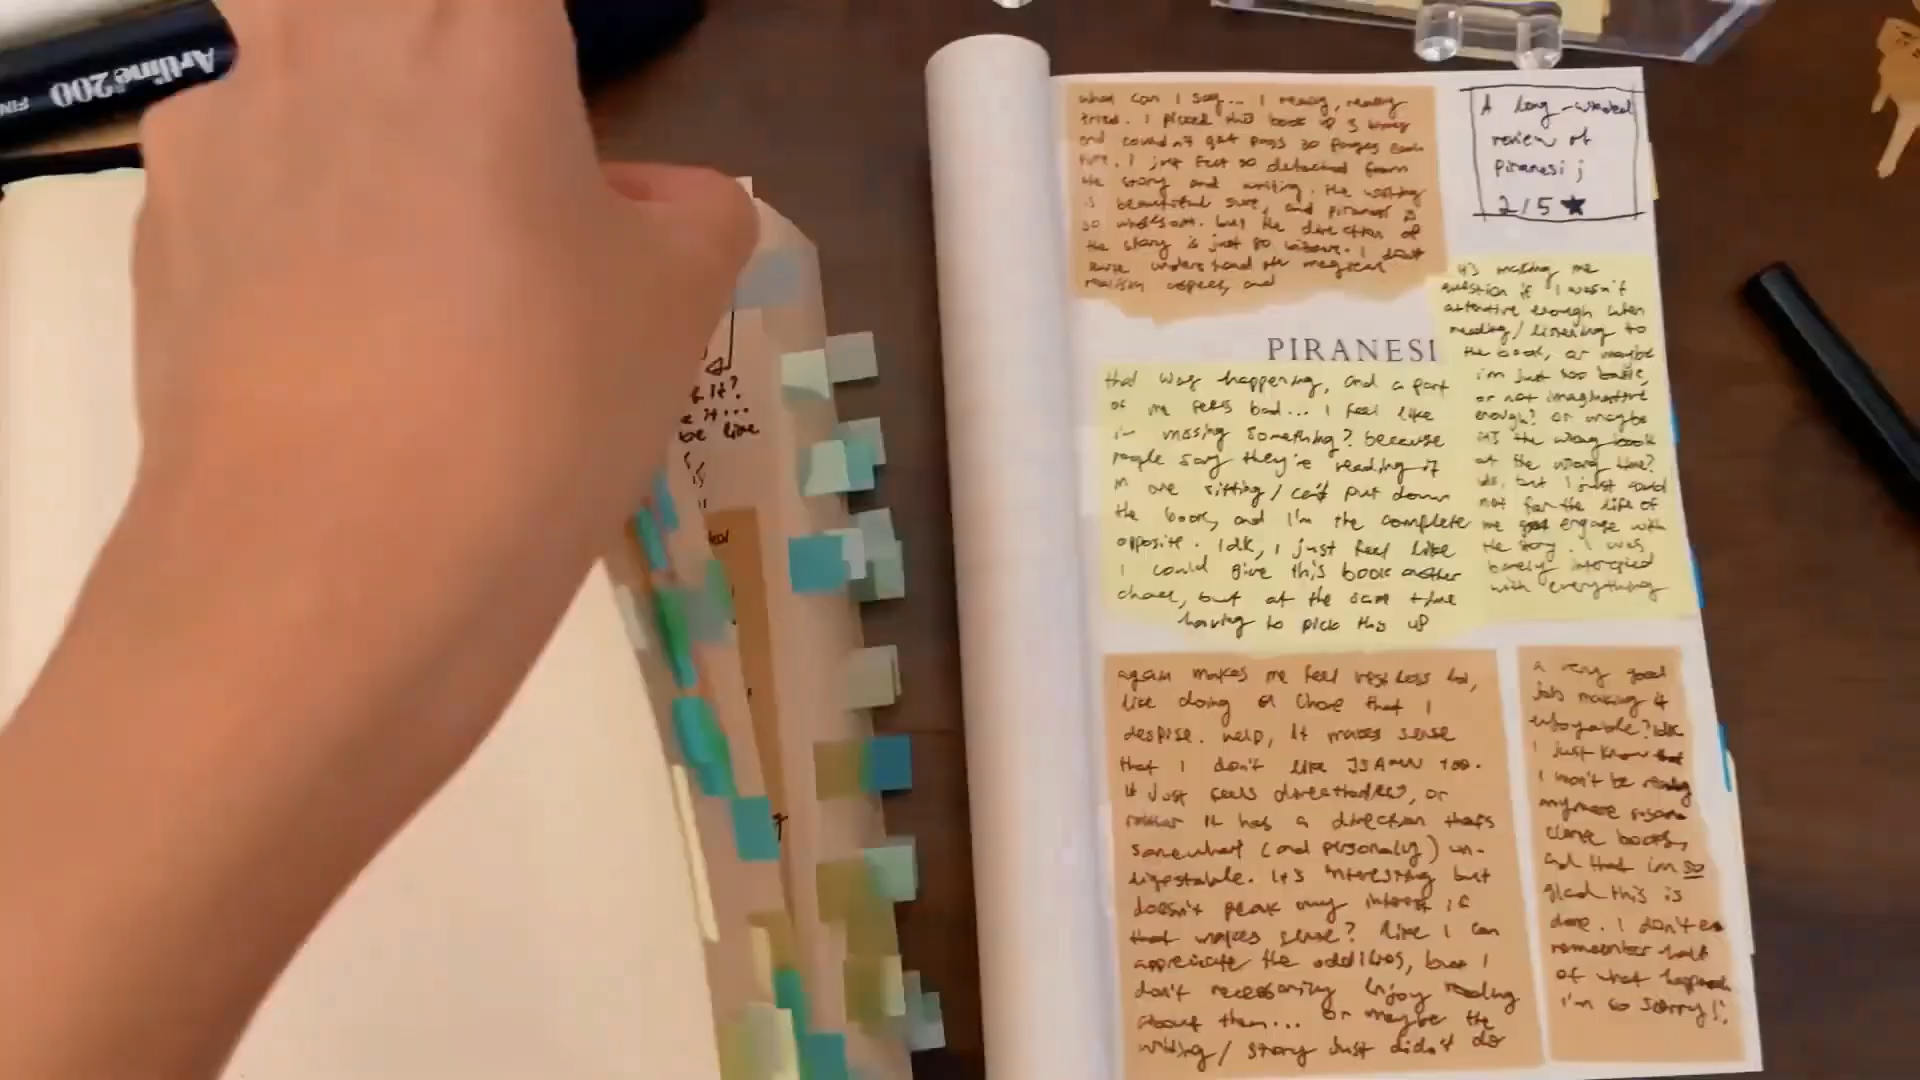 Artline 200
FIN
& it?
e it...
be like
A long-winded
review of
piranesi ;
2/5 ★
what can I say... I really, really
tried. I picked this book up 3 times
and couldn't get pass 30 pages each
time. I just felt so detached from
the story and writing. the writing
is beautiful sure, and piranesi is
so wholesome. but the direction of
the story is just so bizarre. I don't
even understand the magical
realism aspect, and
PIRANESI
that was happening, and a part
of me feels bad... I feel like
i'm missing something? because
people say they're reading it
in one sitting / can't put down
the book, and I'm the complete
opposite. Idk, I just feel like
I could give this book another
chance, but at the same time
having to pick this up
it's making me
question if I wasn't
attentive enough when
reading / listening to
the book, or maybe
i'm just too basic,
or not imaginative
enough? or maybe
it's the wrong book
at the wrong time?
idk, but I just could
not for the life of
me engage with
the story. I was
barely interested
with everything
again makes me feel restless lol,
like doing a chore that I
despise. help, it makes sense
that I don't like JSAMN too.
it just feels directionless, or
rather it has a direction that's
somewhat (and personally) un-
digestable. it's interesting but
doesn't peak my interest if
that makes sense? like I can
appreciate the oddities, but I
don't necessarily enjoy reading
about them... or maybe the
writing / story just didn't do
a very good
job making it
enjoyable? Idk
I just know that
I won't be reading
anymore susana
clarke books,
and that im so
glad this is
done. I don't en
remember half
of what happened
i'm so sorry!;